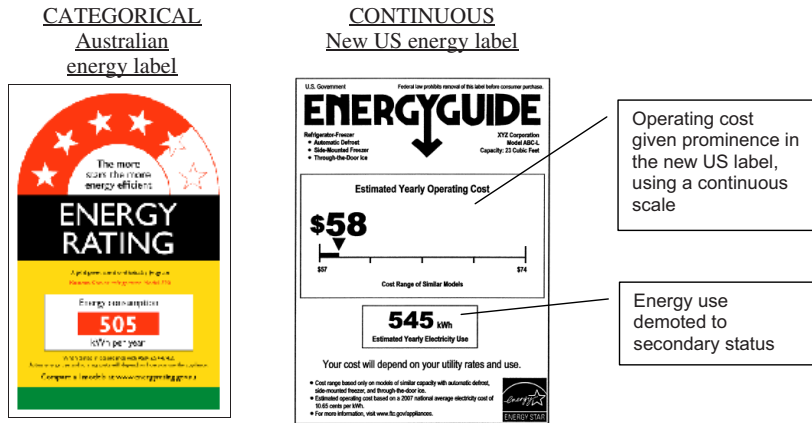 CATEGORICAL
Australian
energy label
CONTINUOUS
New US energy label
The more
stars the more
energy efficient
ENERGY
RATING
Energy consumption
505
kWh per year
U.S. Government
Federal law prohibits removal of this label before consumer purchase.
ENERGYGUIDE
Refrigerator-Freezer
• Automatic Defrost
• Side-Mounted Freezer
• Through-the-Door Ice
XYZ Corporation
Model ABC-L
Capacity: 23 Cubic Feet
Estimated Yearly Operating Cost
$58
$57
$74
Cost Range of Similar Models
545 kWh
Estimated Yearly Electricity Use
Your cost will depend on your utility rates and use.
• Cost range based only on models of similar capacity with automatic defrost,
side-mounted freezer, and through-the-door ice.
• Estimated operating cost based on a 2007 national average electricity cost of
10.65 cents per kWh.
• For more information, visit www.ftc.gov/appliances.
energy
ENERGY STAR
Operating cost
given prominence in
the new US label,
using a continuous
scale
Energy use
demoted to
secondary status